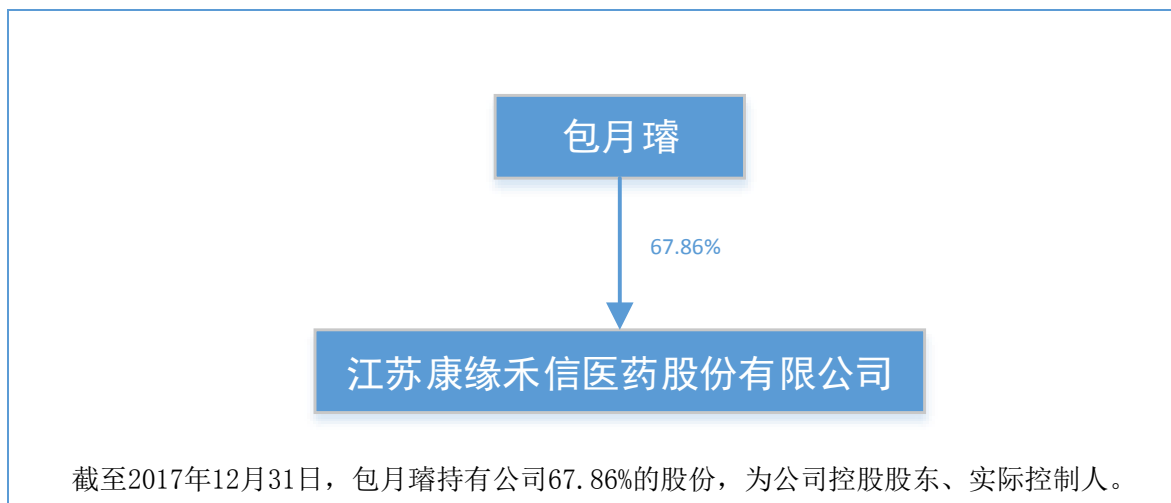 包月璿
67.86%
江苏康缘禾信医药股份有限公司
截至2017年12月31日，包月璿持有公司67.86%的股份，为公司控股股东、实际控制人。